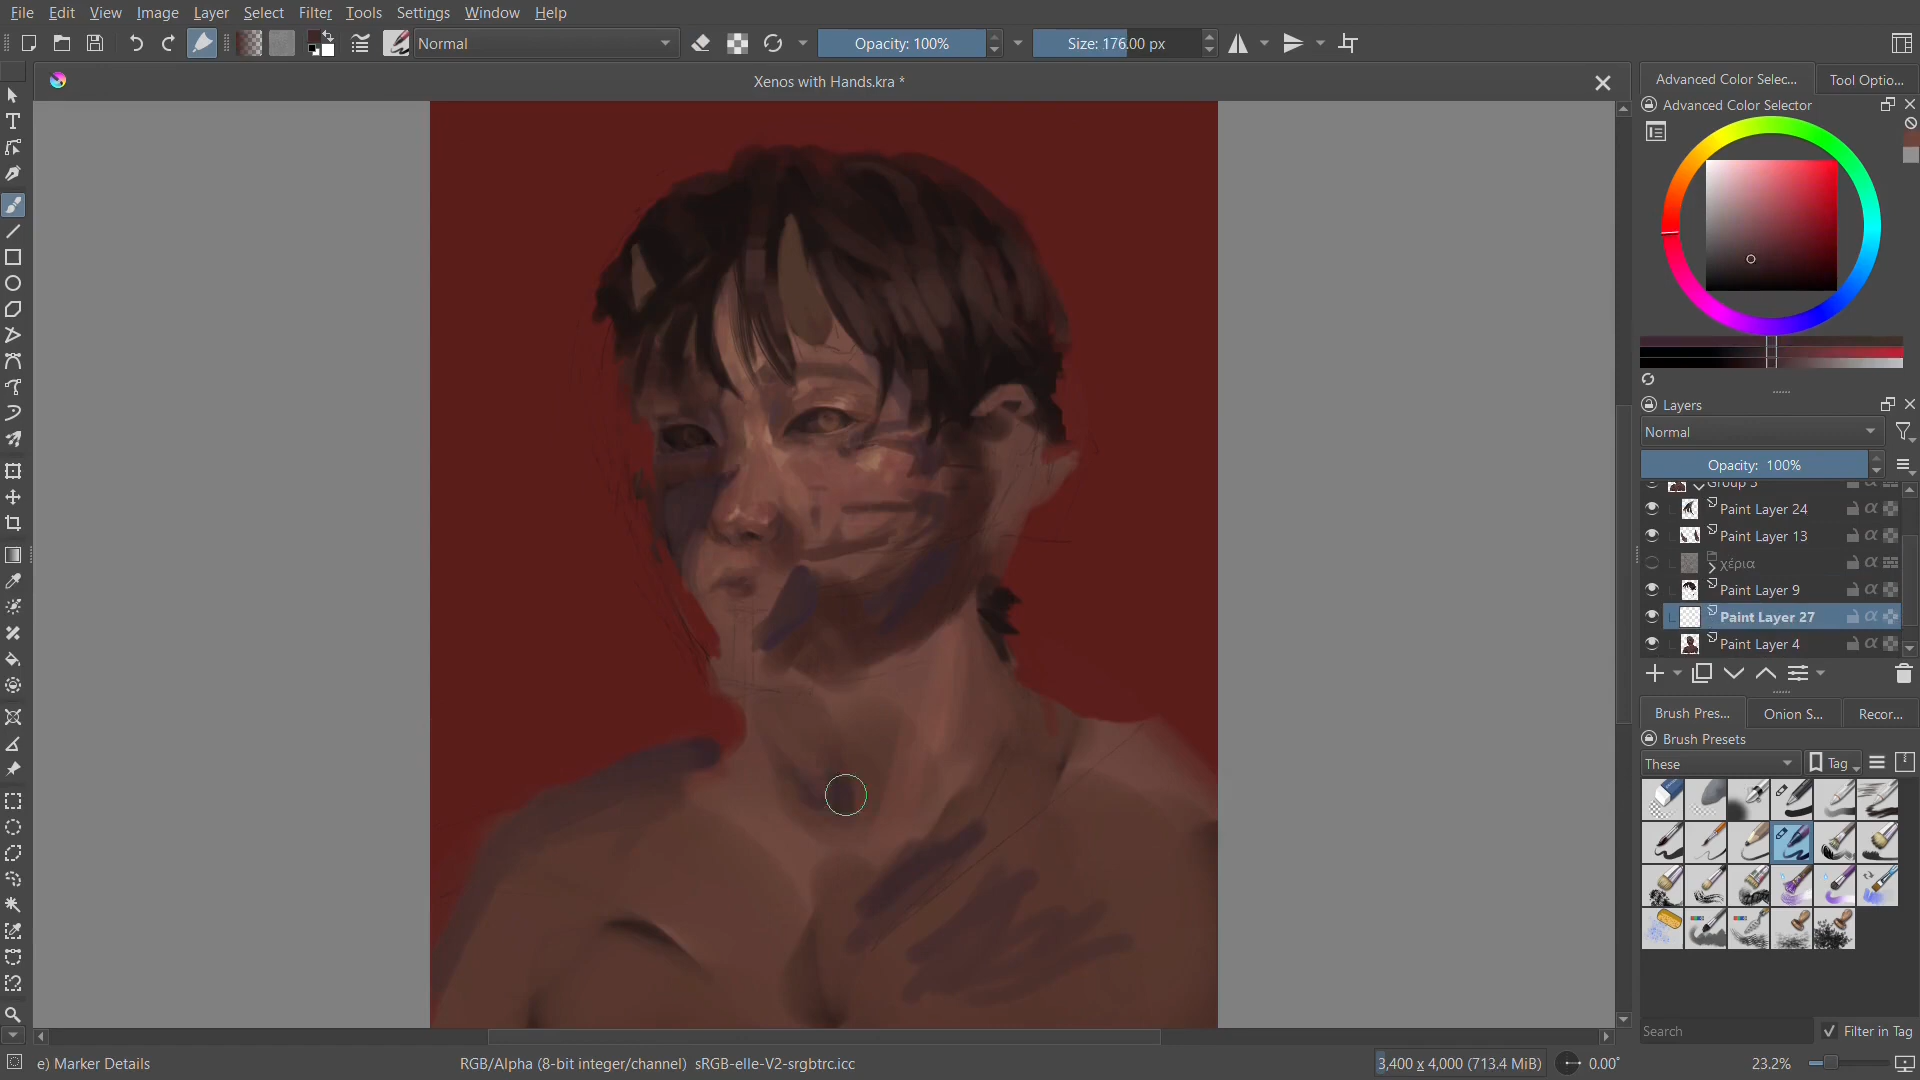 File Edit View Image Layer Select Filter Tools Settings Window Help
Normal Opacity: 100% Size: 176.00 px
Xenos with Hands.kra *
Advanced Color Selec... Tool Optio...
Advanced Color Selector
Layers
Normal
Opacity: 100%
Group 3
Paint Layer 24
Paint Layer 13
χέρια
Paint Layer 9
Paint Layer 27
Paint Layer 4
Brush Pres... Onion S... Recor...
Brush Presets
These Tag
Search Filter in Tag
e) Marker Details RGB/Alpha (8-bit integer/channel) sRGB-elle-V2-srgbtrc.icc 3,400 x 4,000 (713.4 MiB) 0.00° 23.2%